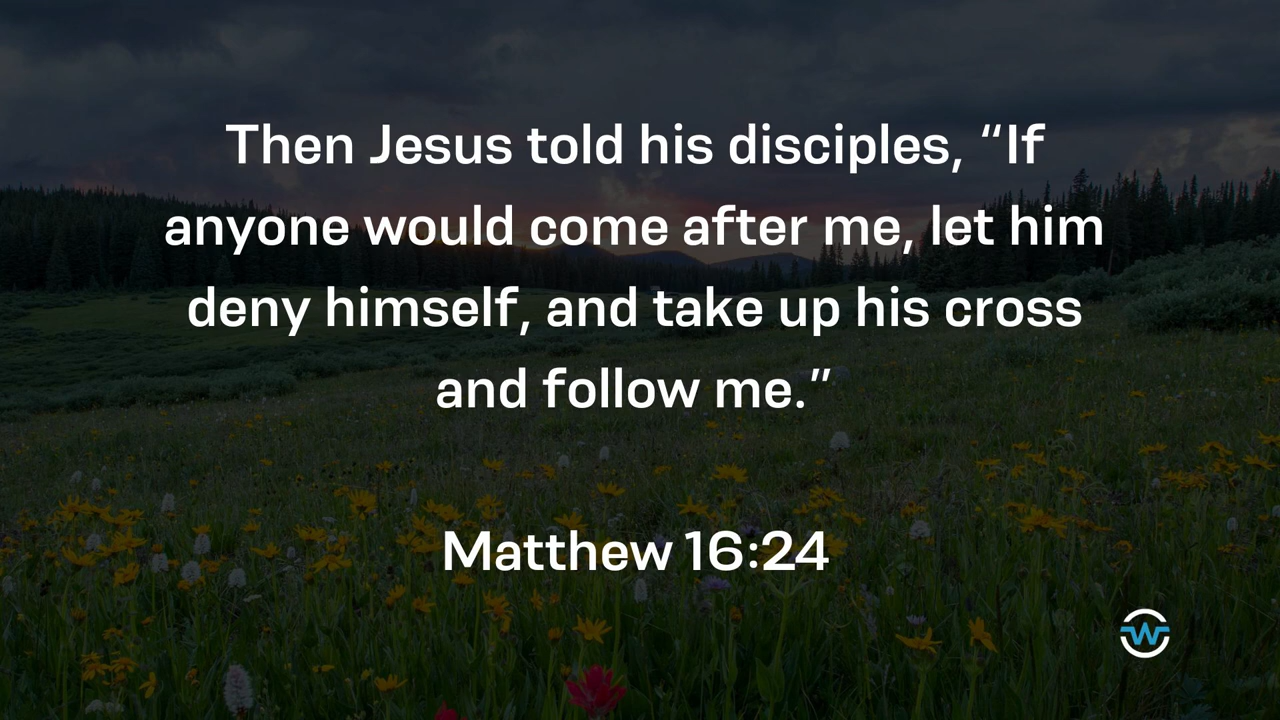 Then Jesus told his disciples, “If
anyone would come after me, let him
deny himself, and take up his cross
and follow me.”
Matthew 16:24
W